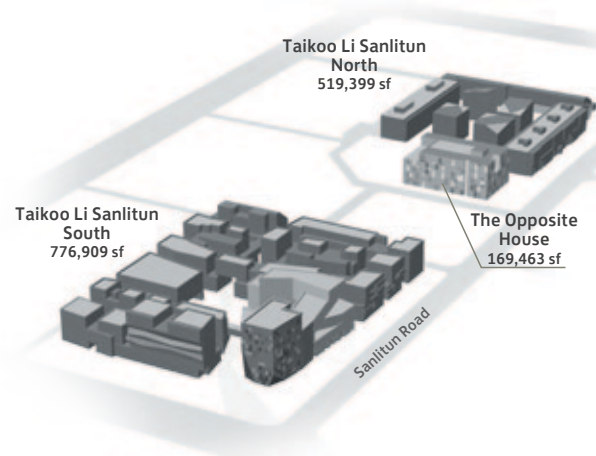 Taikoo Li Sanlitun
North
519,399 sf
Taikoo Li Sanlitun
South
776,909 sf
The Opposite
House
169,463 sf
Sanlitun Road